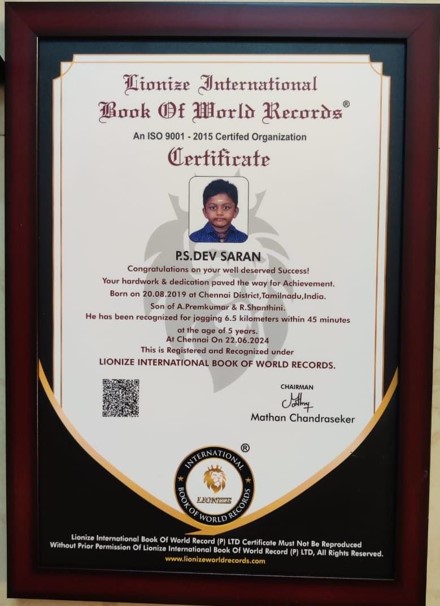 Lionize International
Book Of World Records®
An ISO 9001 - 2015 Certifed Organization
Certificate
P.S.DEV SARAN
Congratulations on your well deserved Success!
Your hardwork & dedication paved the way for Achievement.
Born on 20.08.2019 at Chennai District,Tamilnadu,India.
Son of A.Premkumar & R.Shanthini.
He has been recognized for jogging 6.5 kilometers within 45 minutes
at the age of 5 years.
At Chennai On 22.06.2024
This is Registered and Recognized under
LIONIZE INTERNATIONAL BOOK OF WORLD RECORDS.
CHAIRMAN
Mathan Chandraseker
®
INTERNATIONAL
LIONIZE
BOOK OF WORLD RECORDS
Lionize International Book Of World Record (P) LTD Certificate Must Not Be Reproduced
Without Prior Permission Of Lionize International Book Of World Record (P) LTD, All Rights Reserved.
www.lionizeworldrecords.com